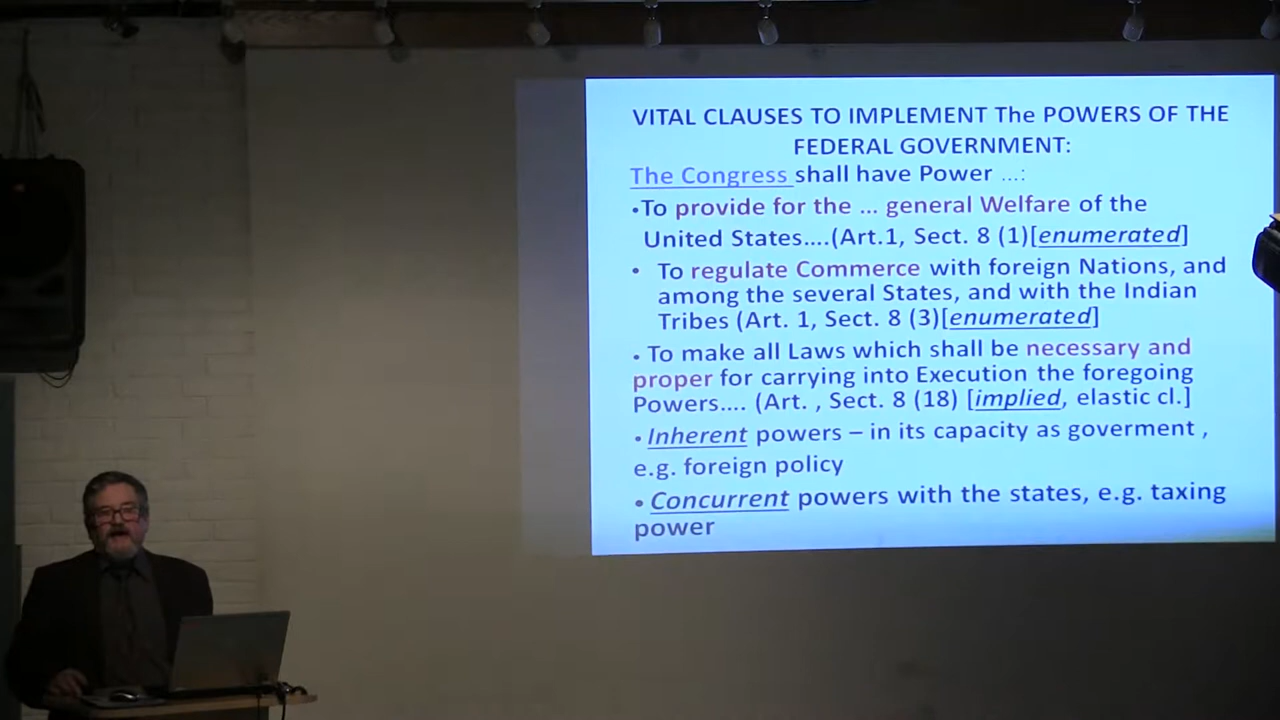 VITAL CLAUSES TO IMPLEMENT The POWERS OF THE
FEDERAL GOVERNMENT:
The Congress shall have Power ...:
•To provide for the ... general Welfare of the
United States....(Art.1, Sect. 8 (1)[enumerated]
• To regulate Commerce with foreign Nations, and
among the several States, and with the Indian
Tribes (Art. 1, Sect. 8 (3)[enumerated]
• To make all Laws which shall be necessary and
proper for carrying into Execution the foregoing
Powers.... (Art. , Sect. 8 (18) [implied, elastic cl.]
•Inherent powers – in its capacity as goverment ,
e.g. foreign policy
• Concurrent powers with the states, e.g. taxing
power